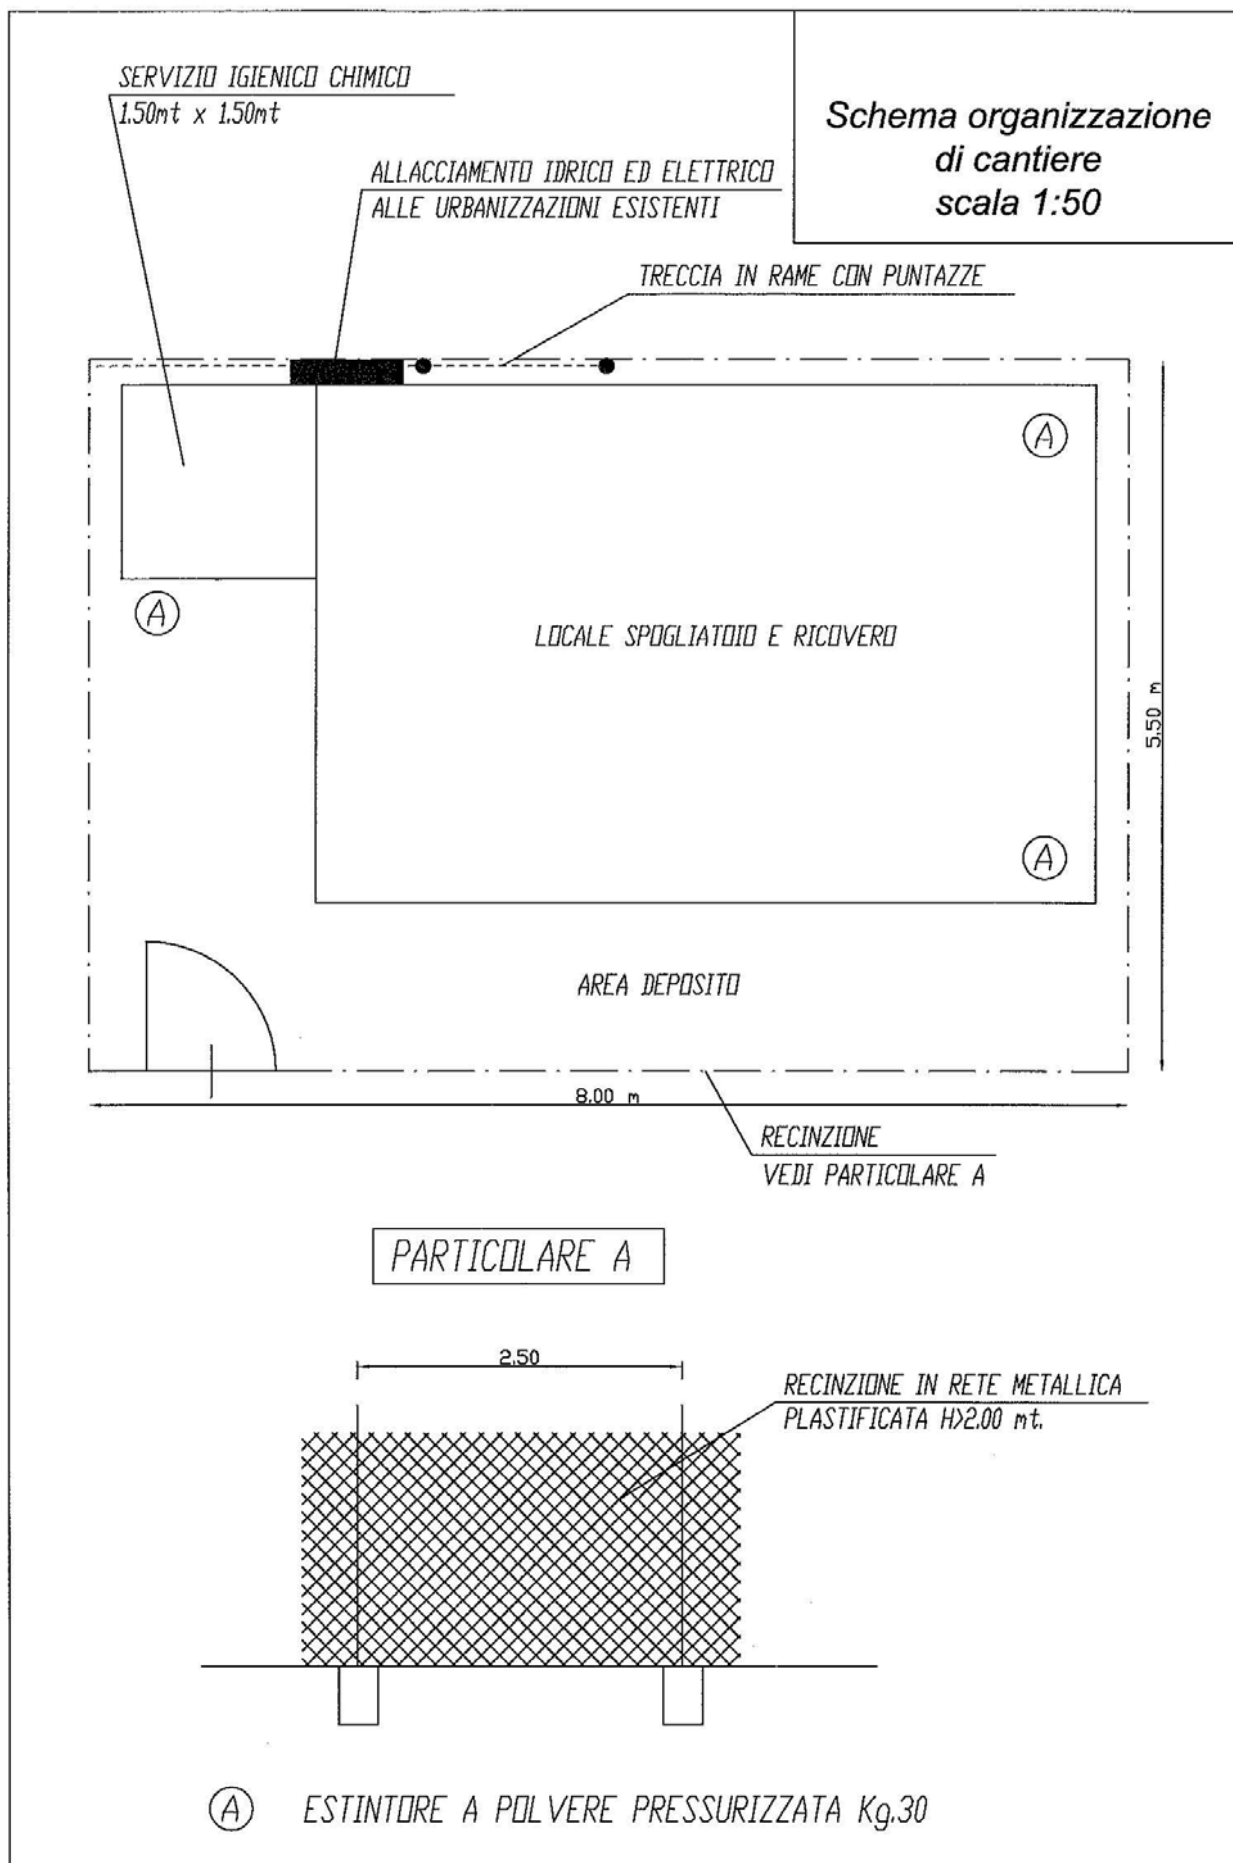 SERVIZIO IGIENICO CHIMICO
1.50mt x 1.50mt
Schema organizzazione
di cantiere
scala 1:50
ALLACCIAMENTO IDRICO ED ELETTRICO
ALLE URBANIZZAZIONI ESISTENTI
TRECCIA IN RAME CON PUNTAZZE
A
A
LOCALE SPOGLIATOIO E RICOVERO
5.50 m
A
AREA DEPOSITO
8.00 m
RECINZIONE
VEDI PARTICOLARE A
PARTICOLARE A
2.50
RECINZIONE IN RETE METALLICA
PLASTIFICATA H>2.00 mt.
A ESTINTORE A POLVERE PRESSURIZZATA Kg.30